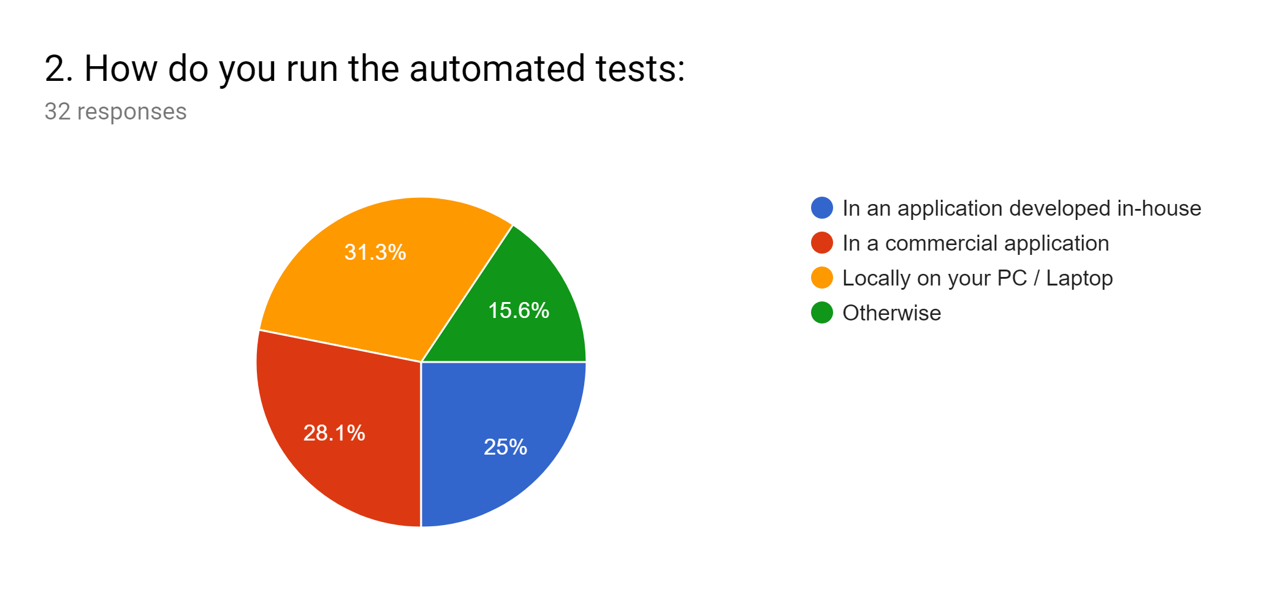 2. How do you run the automated tests:
32 responses
31.3%
15.6%
28.1%
25%
In an application developed in-house
In a commercial application
Locally on your PC / Laptop
Otherwise